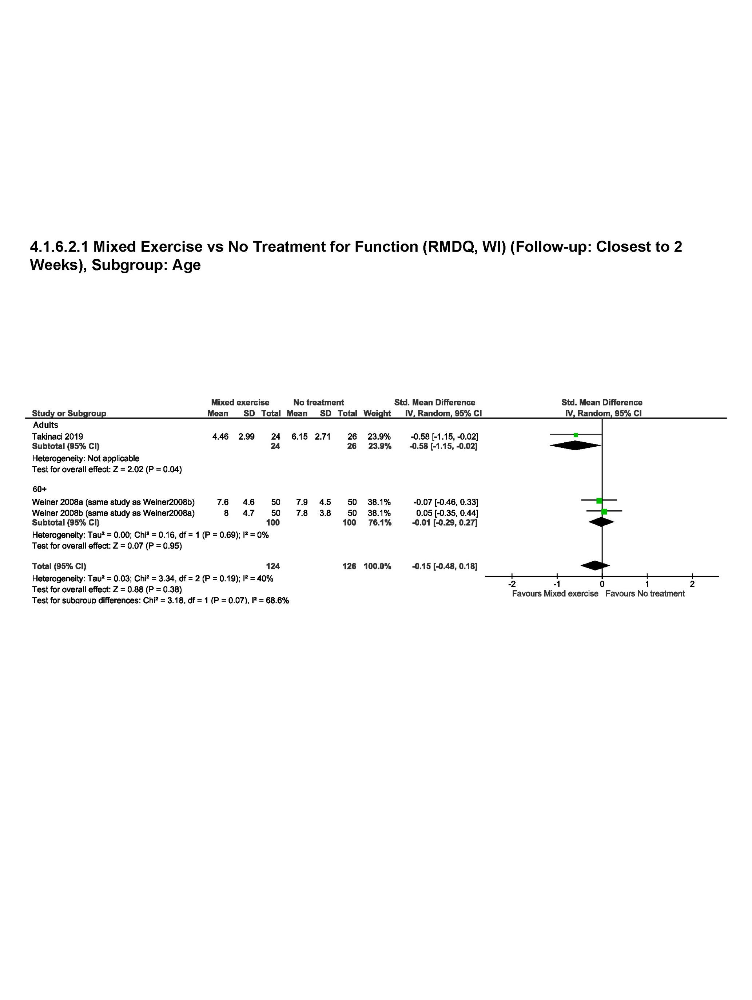 4.1.6.2.1 Mixed Exercise vs No Treatment for Function (RMDQ, WI) (Follow-up: Closest to 2
Weeks), Subgroup: Age
Mixed exercise No treatment Std. Mean Difference Std. Mean Difference
Study or Subgroup Mean SD Total Mean SD Total Weight IV, Random, 95% CI IV, Random, 95% CI
Adults
Takinaci 2019 4.46 2.99 24 6.15 2.71 26 23.9% -0.58 [-1.15, -0.02]
Subtotal (95% CI) 24 26 23.9% -0.58 [-1.15, -0.02]
Heterogeneity: Not applicable
Test for overall effect: Z = 2.02 (P = 0.04)
60+
Weiner 2008a (same study as Weiner2008b) 7.6 4.6 50 7.9 4.5 50 38.1% -0.07 [-0.46, 0.33]
Weiner 2008b (same study as Weiner2008a) 8 4.7 50 7.8 3.8 50 38.1% 0.05 [-0.35, 0.44]
Subtotal (95% CI) 100 100 76.1% -0.01 [-0.29, 0.27]
Heterogeneity: Tau² = 0.00; Chi² = 0.16, df = 1 (P = 0.69); I² = 0%
Test for overall effect: Z = 0.07 (P = 0.95)
Total (95% CI) 124 126 100.0% -0.15 [-0.48, 0.18]
Heterogeneity: Tau² = 0.03; Chi² = 3.34, df = 2 (P = 0.19); I² = 40%
Test for overall effect: Z = 0.88 (P = 0.38)
Test for subgroup differences: Chi² = 3.18, df = 1 (P = 0.07), I² = 68.6%
-2 -1 0 1 2
Favours Mixed exercise Favours No treatment